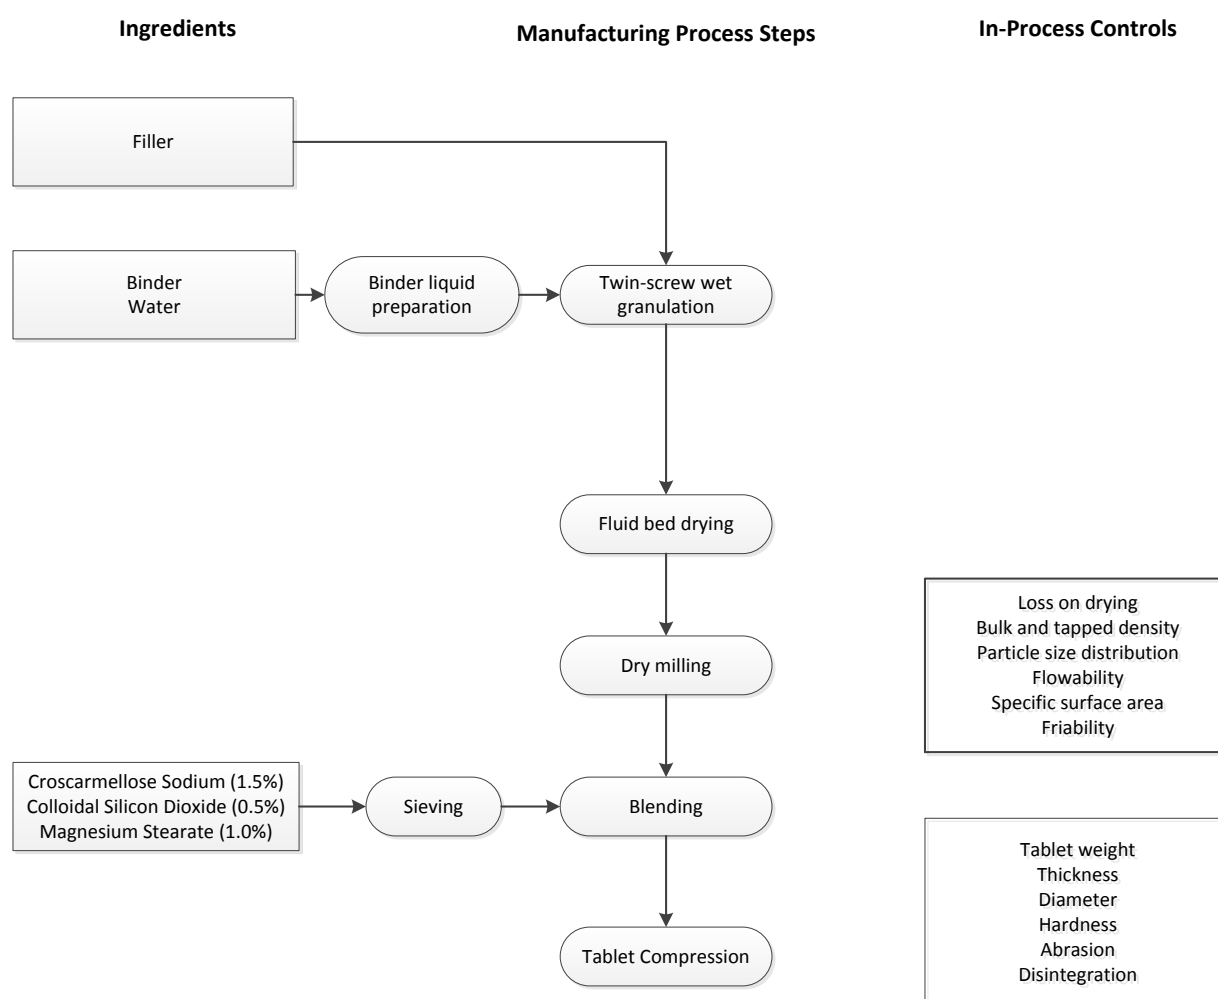 Ingredients
Manufacturing Process Steps
In-Process Controls
Filler
Binder
Water
Binder liquid
preparation
Twin-screw wet
granulation
Fluid bed drying
Loss on drying
Bulk and tapped density
Particle size distribution
Flowability
Specific surface area
Friability
Dry milling
Croscarmellose Sodium (1.5%)
Colloidal Silicon Dioxide (0.5%)
Magnesium Stearate (1.0%)
Sieving
Blending
Tablet weight
Thickness
Diameter
Hardness
Abrasion
Disintegration
Tablet Compression